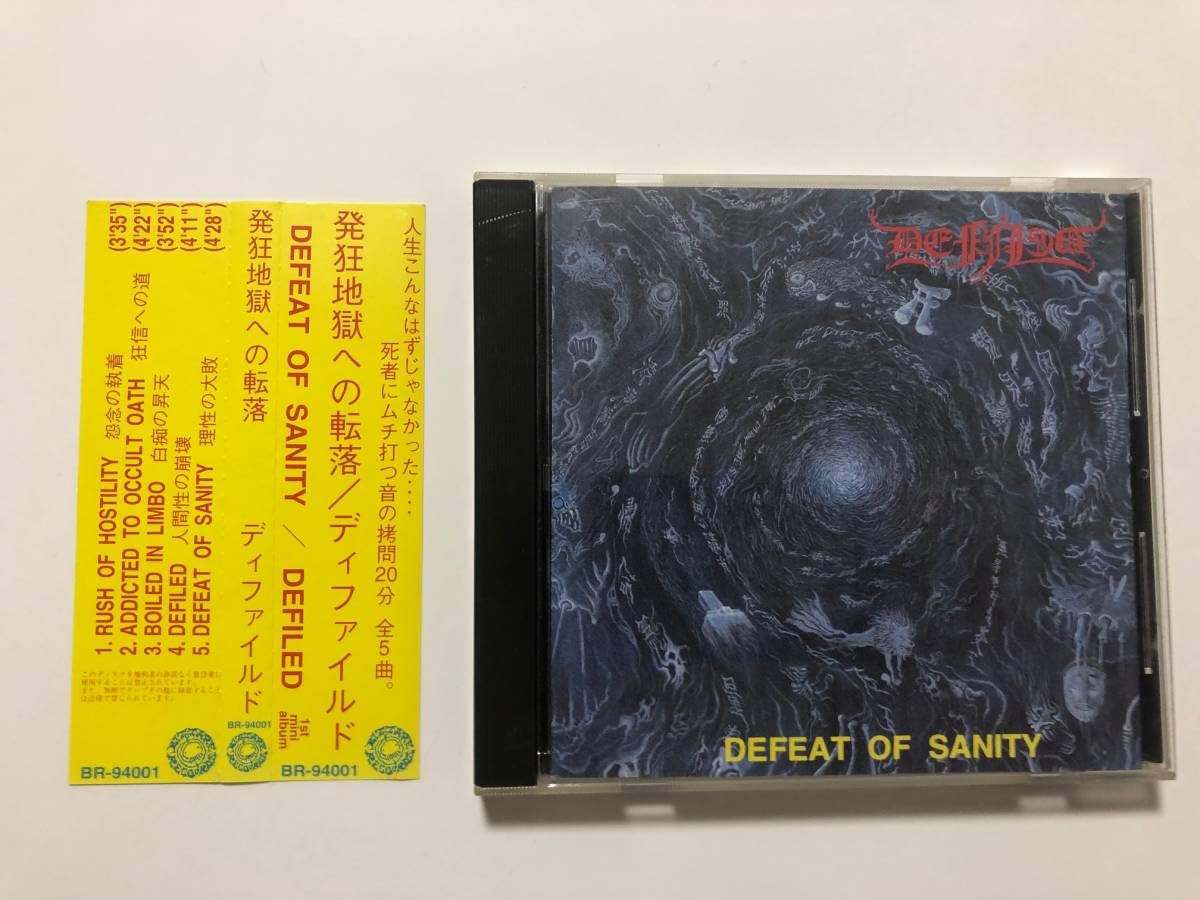 人生こんなはずじゃなかった‥‥
死者にムチ打つ音の拷問20分 全5曲。
発狂地獄への転落/ディファイルド
DEFEAT OF SANITY / DEFILED
1st mini album
BR-94001
発狂地獄への転落 ディファイルド
BR-94001
1. RUSH OF HOSTILITY 怨念の執着 (3'35")
2. ADDICTED TO OCCULT OATH 狂信への道 (4'22")
3. BOILED IN LIMBO 白痴の昇天 (3'52")
4. DEFILED 人間性の崩壊 (4'11")
5. DEFEAT OF SANITY 理性の大敗 (4'28")
BR-94001
DEFILED
DEFEAT OF SANITY